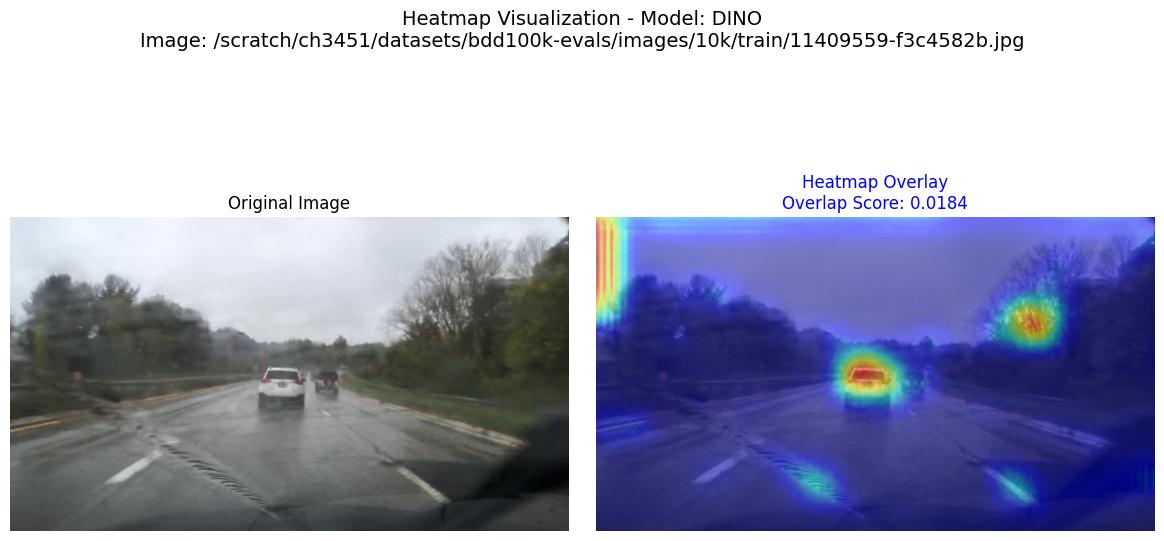 Heatmap Visualization - Model: DINO
Image: /scratch/ch3451/datasets/bdd100k-evals/images/10k/train/11409559-f3c4582b.jpg
Original Image
Heatmap Overlay
Overlap Score: 0.0184